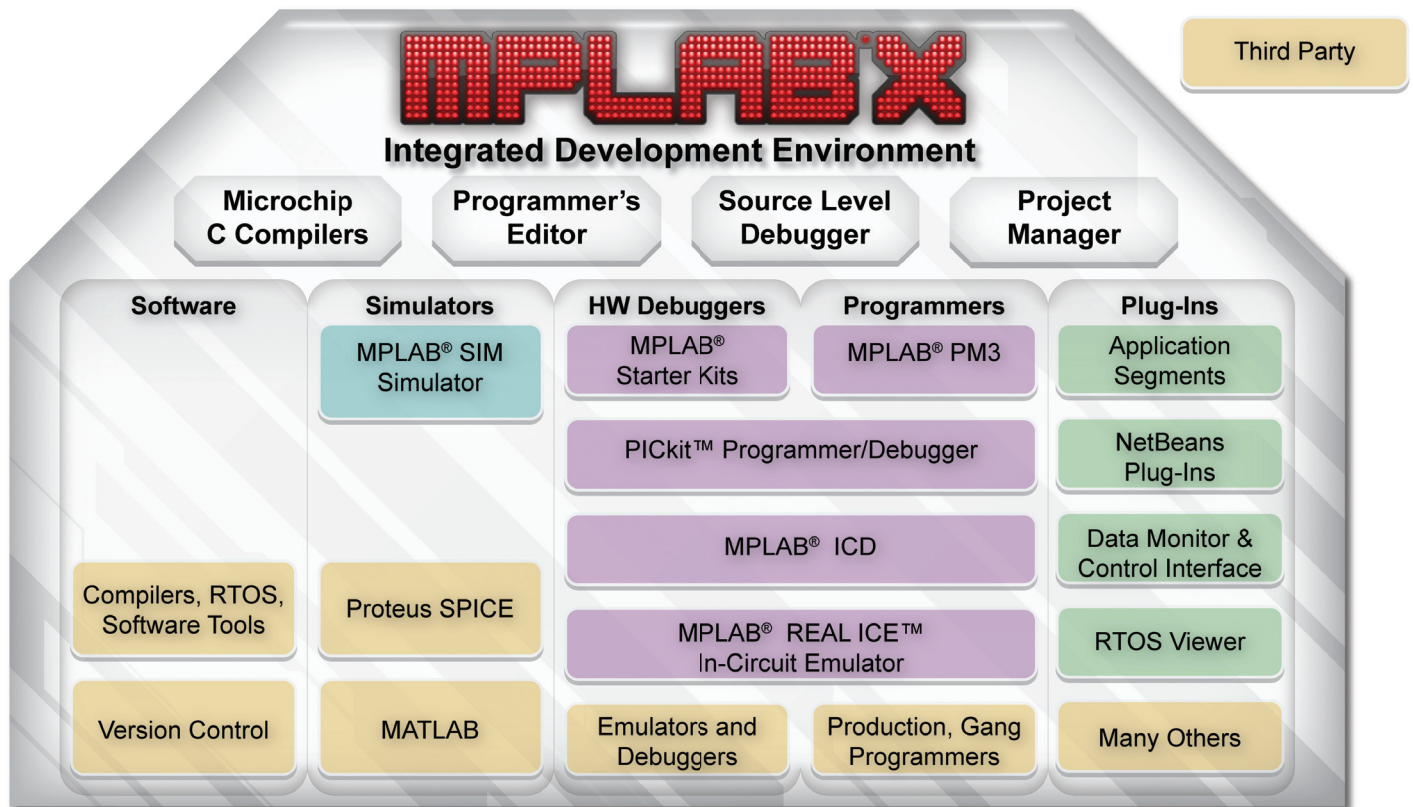 MPLAB®X
Integrated Development Environment
Third Party
Microchip
C Compilers
Programmer’s
Editor
Source Level
Debugger
Project
Manager
Software
Compilers, RTOS,
Software Tools
Version Control
Simulators
MPLAB® SIM
Simulator
Proteus SPICE
MATLAB
HW Debuggers
Programmers
MPLAB®
Starter Kits
MPLAB® PM3
PICkit™ Programmer/Debugger
MPLAB® ICD
MPLAB® REAL ICE™
In-Circuit Emulator
Emulators and
Debuggers
Production, Gang
Programmers
Plug-Ins
Application
Segments
NetBeans
Plug-Ins
Data Monitor &
Control Interface
RTOS Viewer
Many Others